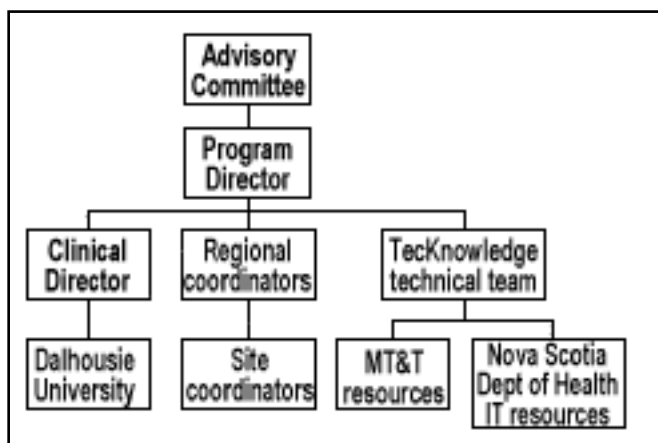 Advisory
Committee
Program
Director
Clinical
Director
Regional
coordinators
TecKnowledge
technical team
Dalhousie
University
Site
coordinators
MT&T
resources
Nova Scotia
Dept of Health
IT resources